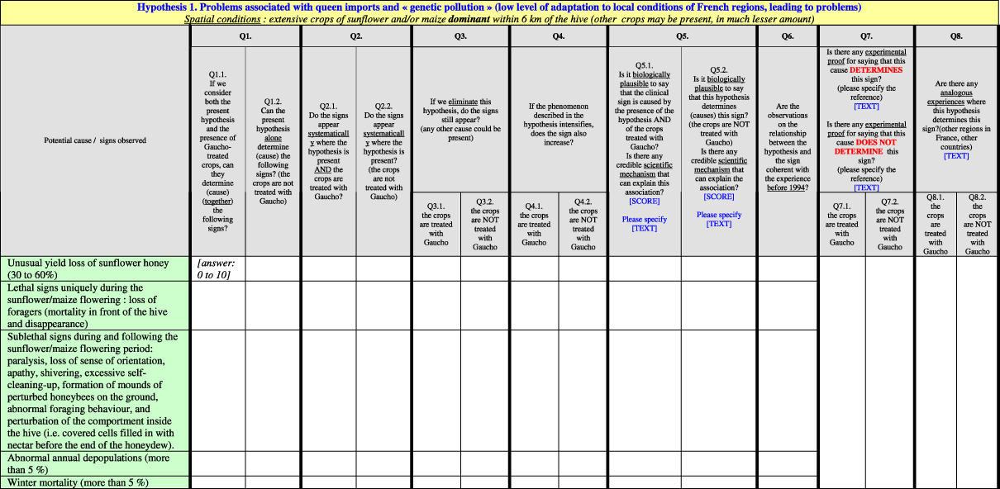 Hypothesis 1. Problems associated with queen imports and « genetic pollution » (low level of adaptation to local conditions of French regions, leading to problems)
Spatial conditions : extensive crops of sunflower and/or maize dominant within 6 km of the hive (other crops may be present, in much lesser amount)
Potential cause / signs observed
Q1.
Q2.
Q3.
Q4.
Q5.
Q6.
Q7.
Q8.
Q1.1.
If we
consider
both the
present
hypothesis
and the
presence of
Gaucho-
treated
crops, can
they
determine
(cause)
(together)
the
following
signs?
Q1.2.
Can the
present
hypothesis
alone
determine
(cause) the
following
signs? (the
crops are not
treated with
Gaucho)
Q2.1.
Do the signs
appear
systematicall
y where the
hypothesis is
present
AND the
crops are
treated with
Gaucho?
Q2.2.
Do the signs
appear
systematicall
y where the
hypothesis is
present?
(the crops
are not
treated with
Gaucho)
If we eliminate this
hypothesis, do the signs
still appear?
(any other cause could be
present)
Q3.1.
the crops
are treated
with
Gaucho
Q3.2.
the crops
are NOT
treated
with
Gaucho
If the phenomenon
described in the
hypothesis intensifies,
does the sign also
increase?
Q4.1.
the crops
are treated
with
Gaucho
Q4.2.
the crops
are NOT
treated
with
Gaucho
Q5.1.
Is it biologically
plausible to say
that the clinical
sign is caused by
the presence of the
hypothesis AND
of the crops
treated with
Gaucho?
Is there any
credible scientific
mechanism that
can explain this
association?
[SCORE]
Please specify
[TEXT]
Q5.2.
Is it biologically
plausible to say
that this hypothesis
determines
(causes) this sign?
(the crops are NOT
treated with
Gaucho)
Is there any
credible scientific
mechanism that
can explain this
association?
[SCORE]
Please specify
[TEXT]
Are the
observations
on the
relationship
between the
hypothesis and
the sign
coherent with
the experience
before 1994?
Is there any experimental
proof for saying that this
cause DETERMINES
this sign?
(please specify the
reference)
[TEXT]
Is there any experimental
proof for saying that this
cause DOES NOT
DETERMINE this
sign?
(please specify the
reference)
[TEXT]
Q7.1.
the crops
are treated
with
Gaucho
Q7.2.
the crops
are NOT
treated
with
Gaucho
Are there any
analogous
experiences where
this hypothesis
determines this
sign?(other regions in
France, other
countries)
[TEXT]
Q8.1.
the
crops
are
treated
with
Gaucho
Q8.2.
the
crops
are NOT
treated
with
Gaucho
Unusual yield loss of sunflower honey
(30 to 60%)
[answer:
0 to 10]
Lethal signs uniquely during the
sunflower/maize flowering : loss of
foragers (mortality in front of the hive
and disappearance)
Sublethal signs during and following the
sunflower/maize flowering period:
paralysis, loss of sense of orientation,
apathy, shivering, excessive self-
cleaning-up, formation of mounds of
perturbed honeybees on the ground,
abnormal foraging behaviour, and
perturbation of the comportment inside
the hive (i.e. covered cells filled in with
nectar before the end of the honeydew).
Abnormal annual depopulations (more
than 5 %)
Winter mortality (more than 5 %)